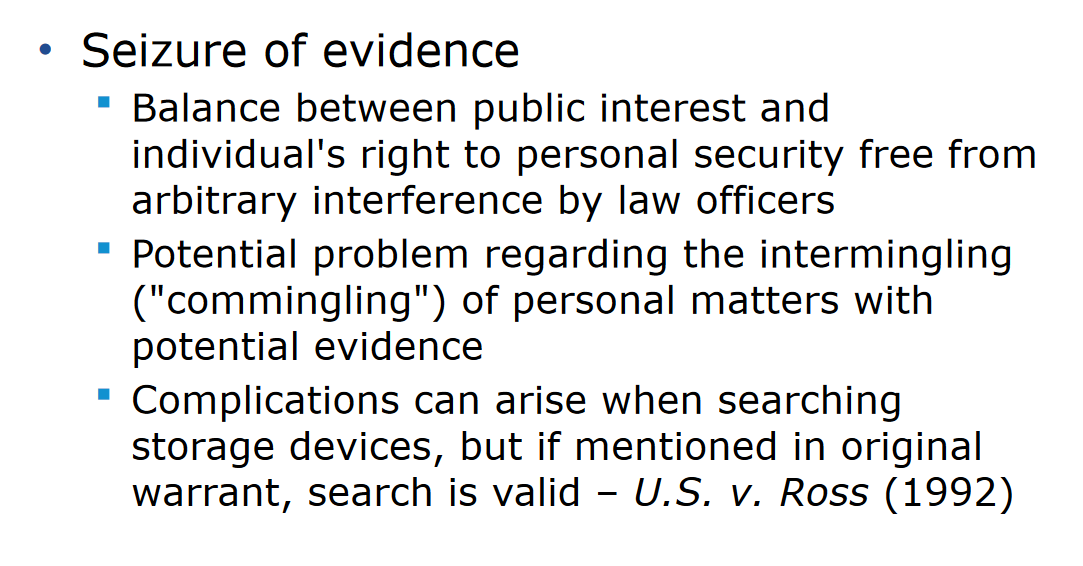 • Seizure of evidence
▪ Balance between public interest and
individual's right to personal security free from
arbitrary interference by law officers
▪ Potential problem regarding the intermingling
("commingling") of personal matters with
potential evidence
▪ Complications can arise when searching
storage devices, but if mentioned in original
warrant, search is valid – U.S. v. Ross (1992)